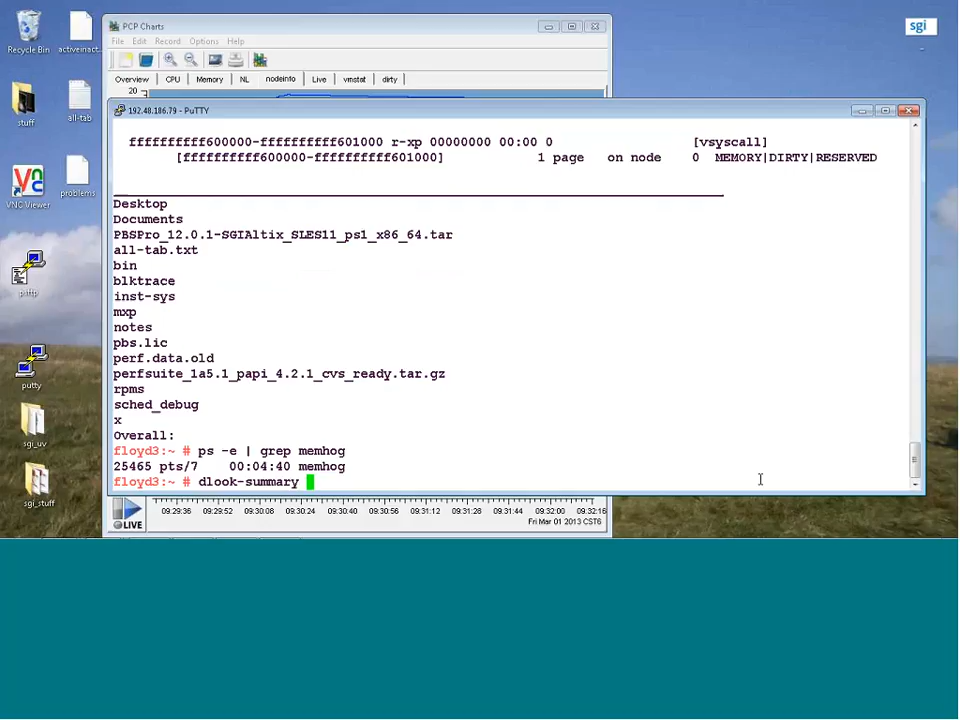 Recycle Bin
activeinact...
stuff
all-tab
VNC Viewer
problems
psftp
putty
sgi_uv
sgi_stuff
sgi
PCP Charts
File Edit Record Options Help
Overview CPU Memory NL nodeinfo Live vmstat dirty
20
192.48.186.79 - PuTTY
ffffffffff600000-ffffffffff601000 r-xp 00000000 00:00 0 [vsyscall]
[ffffffffff600000-ffffffffff601000] 1 page on node 0 MEMORY|DIRTY|RESERVED
Desktop
Documents
PBSPro_12.0.1-SGIAltix_SLES11_ps1_x86_64.tar
all-tab.txt
bin
blktrace
inst-sys
mxp
notes
pbs.lic
perf.data.old
perfsuite_1a5.1_papi_4.2.1_cvs_ready.tar.gz
rpms
sched_debug
x
Overall:
floyd3:~ # ps -e | grep memhog
25465 pts/7 00:04:40 memhog
floyd3:~ # dlook-summary
LIVE
09:29:36 09:29:52 09:30:08 09:30:24 09:30:40 09:30:56 09:31:12 09:31:28 09:31:44 09:32:00 09:32:16
Fri Mar 01 2013 CST6